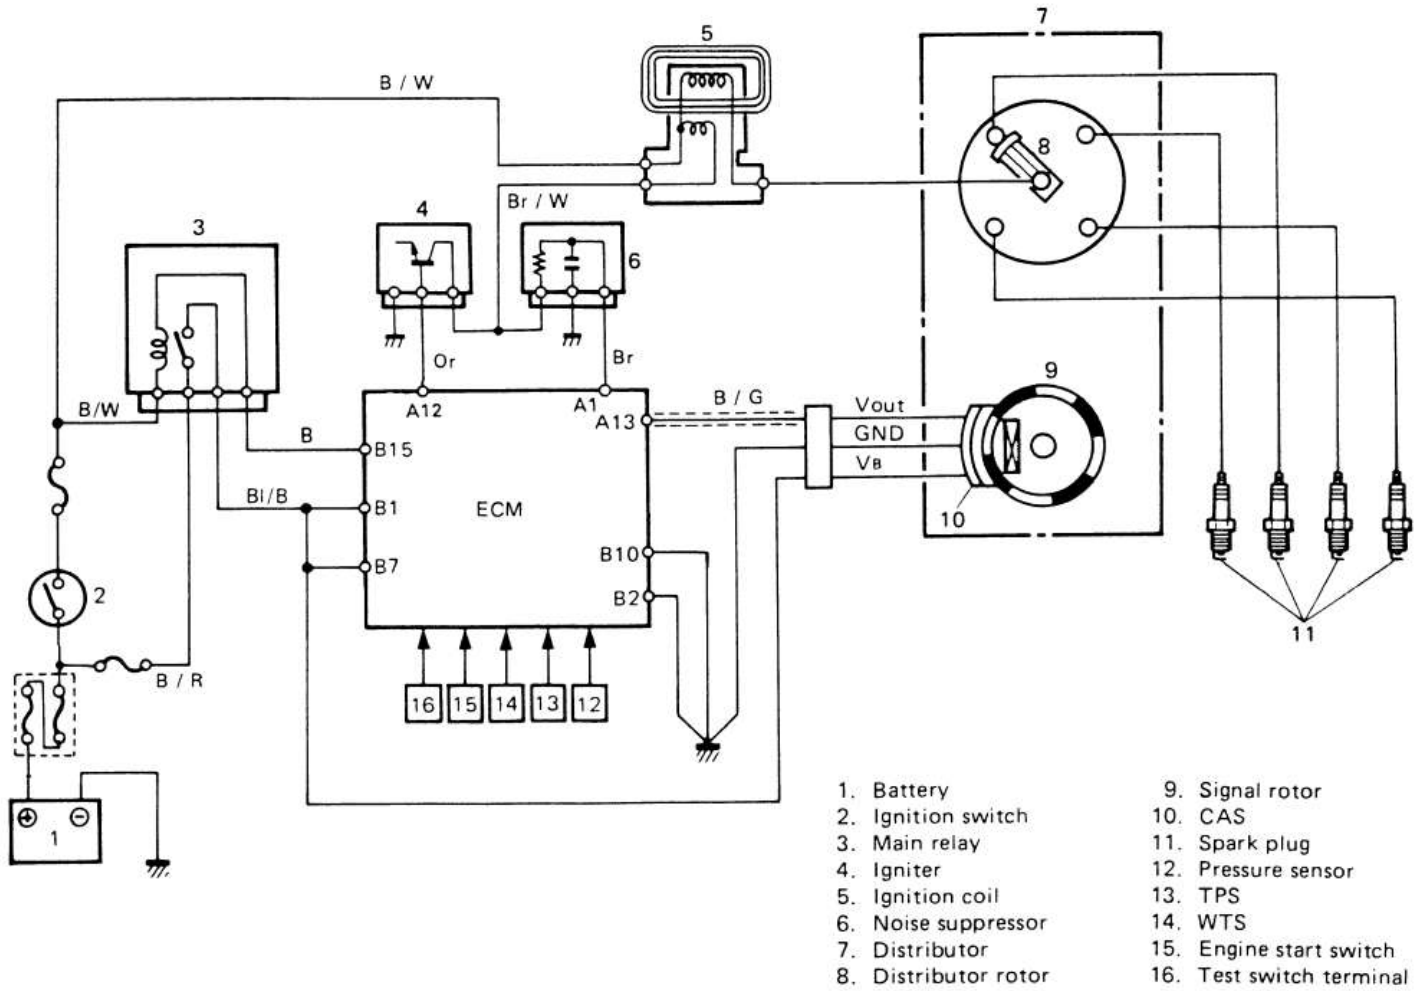 7
5
B / W
8
Br / W
4
6
3
Or
Br
9
B / G
A12
A1
A13
Vout
GND
VB
B/W
B
B15
Bl/B
B1
ECM
10
B10
B7
2
B2
11
B / R
16
15
14
13
12
1
1. Battery
2. Ignition switch
3. Main relay
4. Igniter
5. Ignition coil
6. Noise suppressor
7. Distributor
8. Distributor rotor
9. Signal rotor
10. CAS
11. Spark plug
12. Pressure sensor
13. TPS
14. WTS
15. Engine start switch
16. Test switch terminal